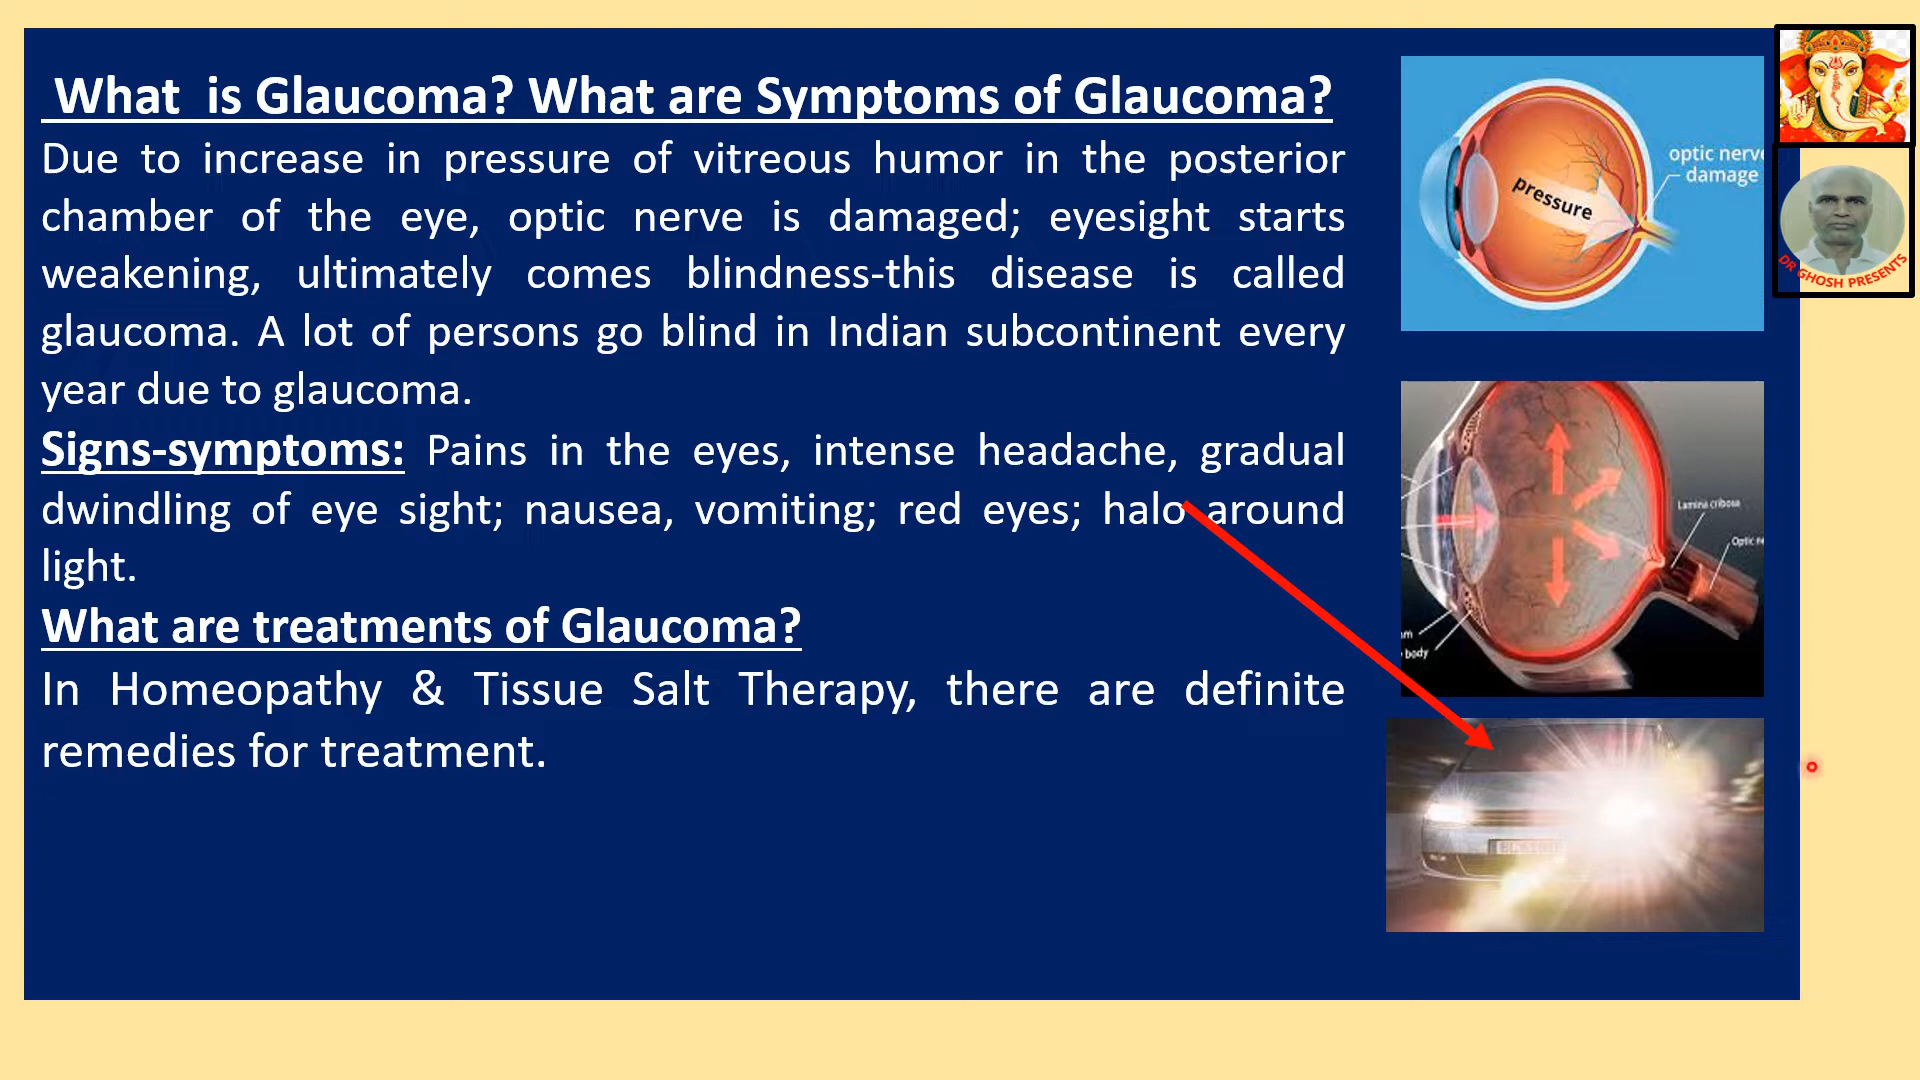 What is Glaucoma? What are Symptoms of Glaucoma?
Due to increase in pressure of vitreous humor in the posterior
chamber of the eye, optic nerve is damaged; eyesight starts
weakening, ultimately comes blindness-this disease is called
glaucoma. A lot of persons go blind in Indian subcontinent every
year due to glaucoma.
Signs-symptoms: Pains in the eyes, intense headache, gradual
dwindling of eye sight; nausea, vomiting; red eyes; halo around
light.
What are treatments of Glaucoma?
In Homeopathy & Tissue Salt Therapy, there are definite
remedies for treatment.
optic nerve
damage
pressure
DR GHOSH PRESENTS
Lamina cribosa
Optic ne
m
body